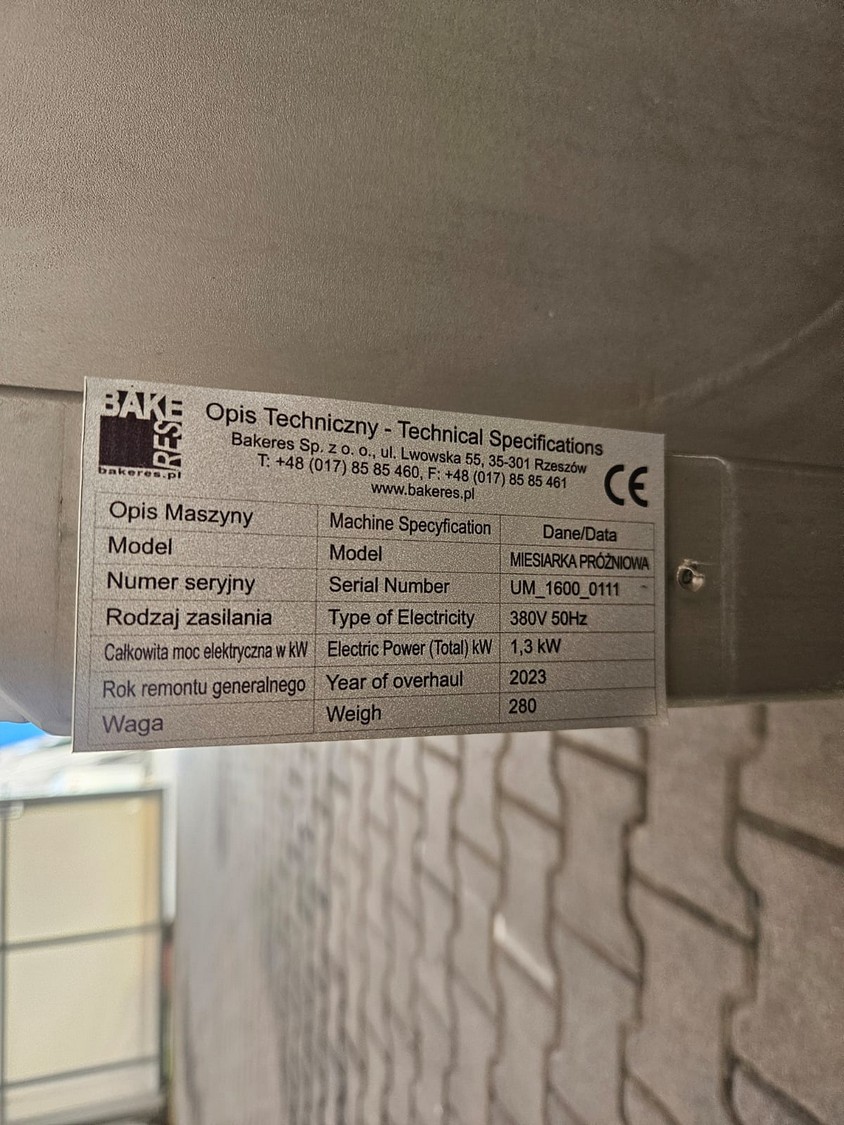 BAKE
RES
bakeres.pl
Opis Techniczny - Technical Specifications
Bakeres Sp. z o. o., ul. Lwowska 55, 35-301 Rzeszów
T: +48 (017) 85 85 460, F: +48 (017) 85 85 461
www.bakeres.pl
CE
Opis Maszyny Machine Specyfication Dane/Data
Model Model MIESIARKA PRÓŻNIOWA
Numer seryjny Serial Number UM_1600_0111
Rodzaj zasilania Type of Electricity 380V 50Hz
Całkowita moc elektryczna w kW Electric Power (Total) kW 1,3 kW
Rok remontu generalnego Year of overhaul 2023
Waga Weigh 280